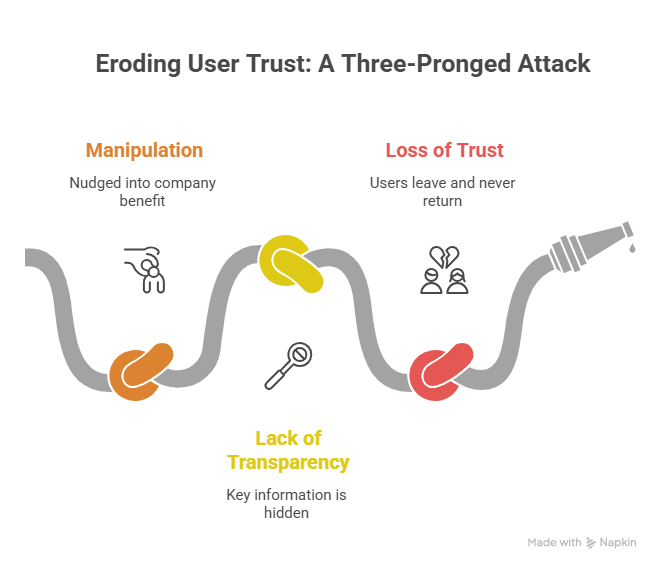 Eroding User Trust: A Three-Pronged Attack
Manipulation
Nudged into company
benefit
Loss of Trust
Users leave and never
return
Lack of
Transparency
Key information is
hidden
Made with Napkin